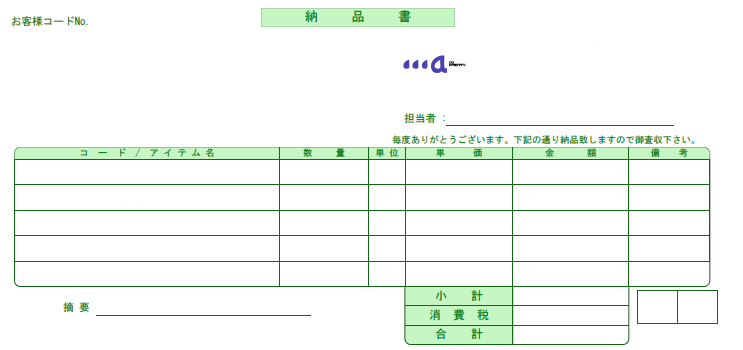 納 品 書
お客様コードNo.
a
担当者 :
毎度ありがとうございます。下記の通り納品致しますので御査収下さい。
コ ー ド / ア イ テ ム 名 数 量 単 位 単 価 金 額 備 考
小 計
摘 要
消 費 税
合 計